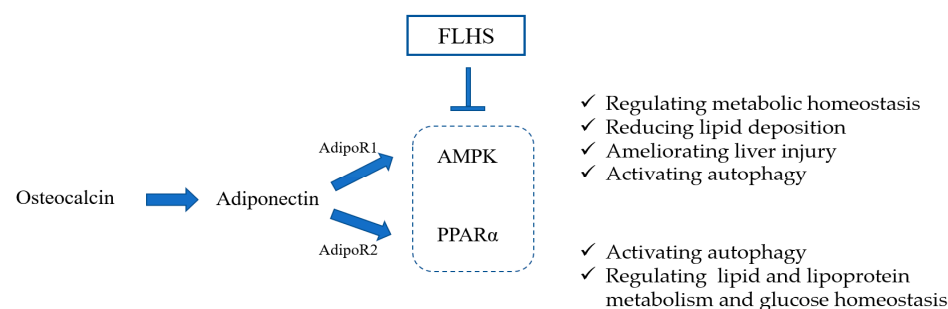 FLHS
AdipoR1
AMPK
Osteocalcin
Adiponectin
AdipoR2
PPARα
✓ Regulating metabolic homeostasis
✓ Reducing lipid deposition
✓ Ameliorating liver injury
✓ Activating autophagy
✓ Activating autophagy
✓ Regulating lipid and lipoprotein
metabolism and glucose homeostasis